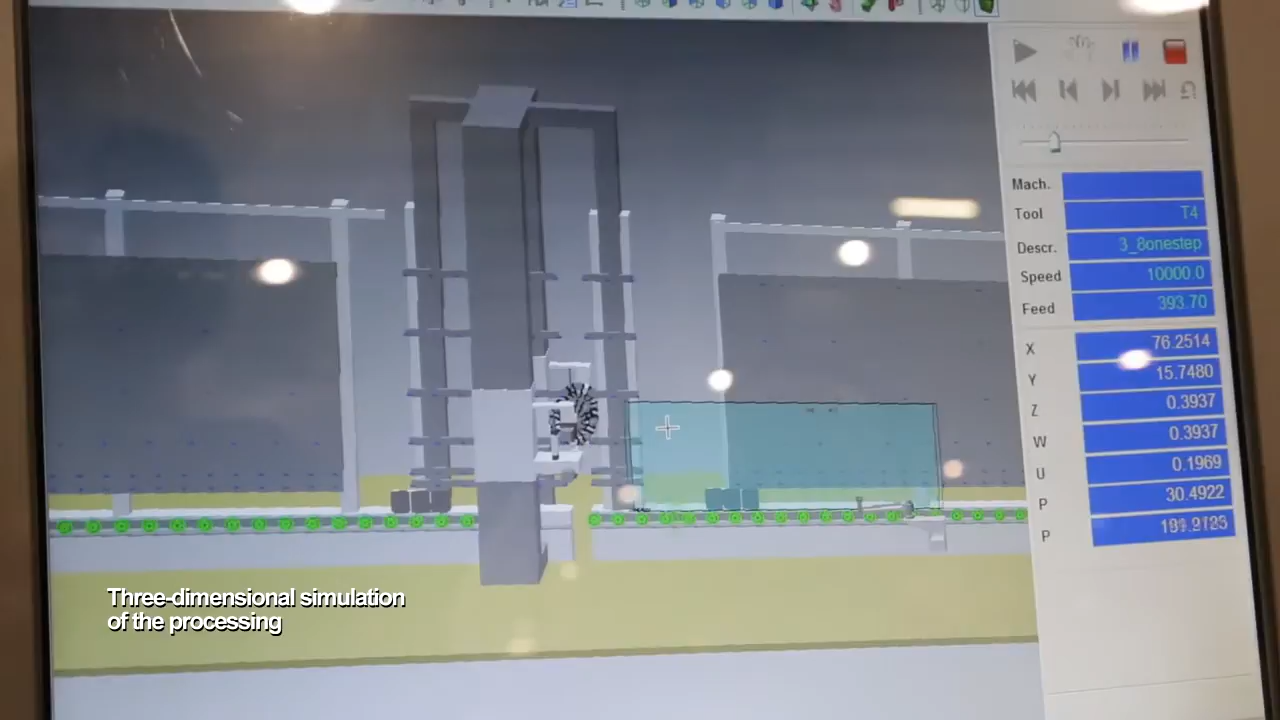 Mach.
Tool T4
Descr. 3_8onestep
Speed 10000.0
Feed 393.70
X 76.2514
Y 15.7480
Z 0.3937
W 0.3937
U 0.1969
P 30.4922
P
Three-dimensional simulation
of the processing